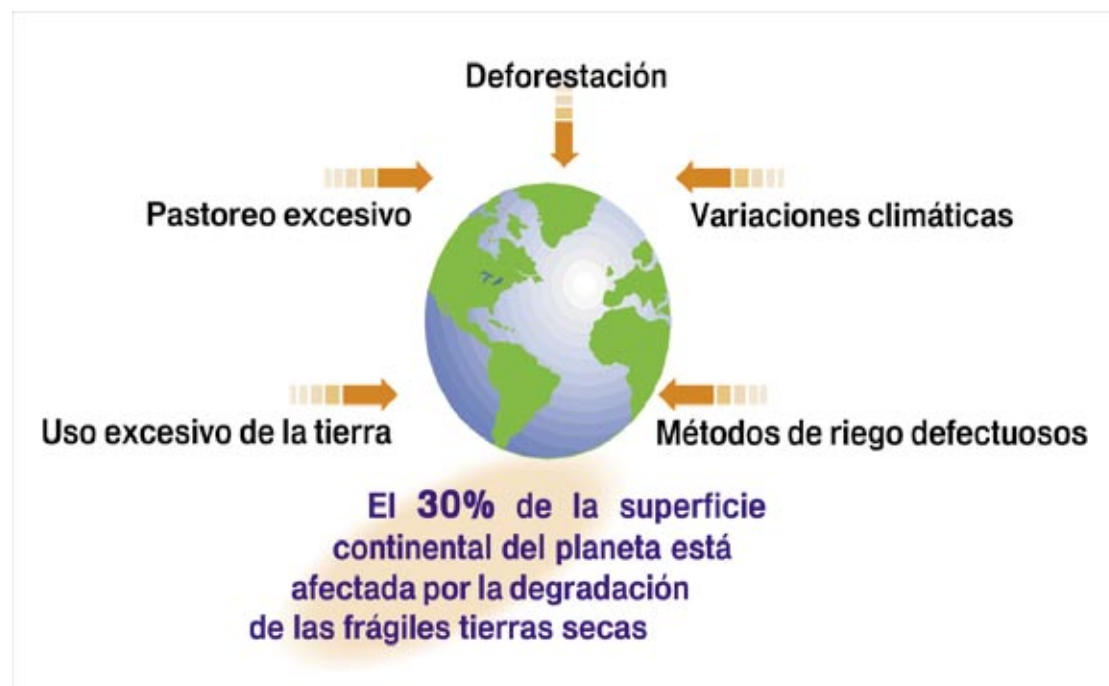 Deforestación
Pastoreo excesivo
Variaciones climáticas
Uso excesivo de la tierra
Métodos de riego defectuosos
El 30% de la superficie
continental del planeta está
afectada por la degradación
de las frágiles tierras secas